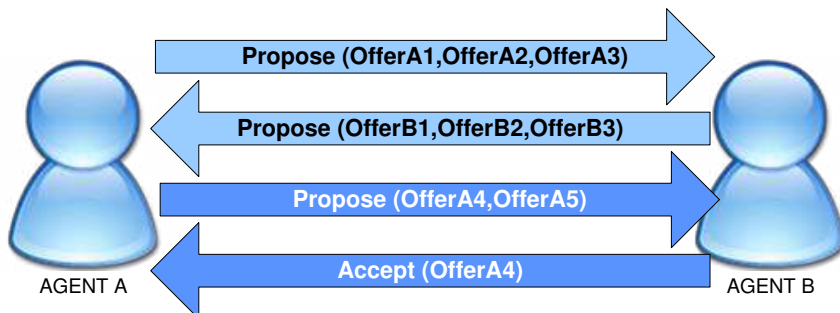 Propose (OfferA1,OfferA2,OfferA3)
Propose (OfferB1,OfferB2,OfferB3)
Propose (OfferA4,OfferA5)
Accept (OfferA4)
AGENT A
AGENT B